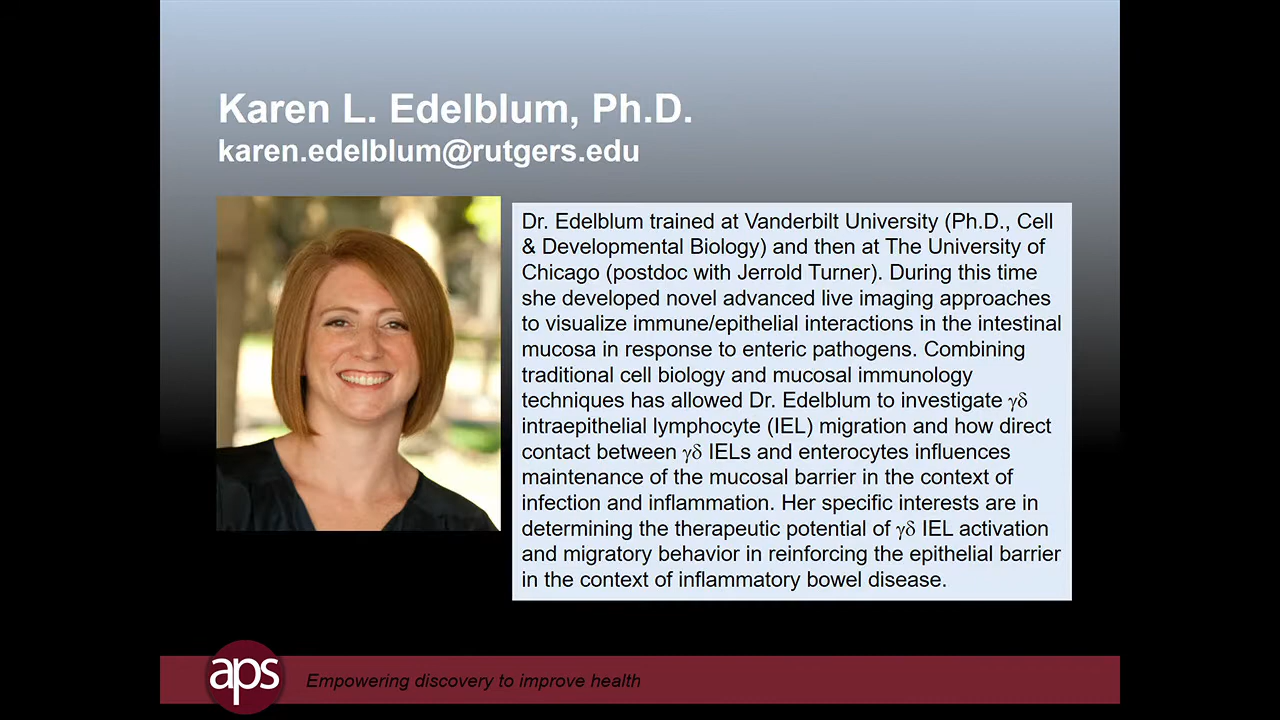 Karen L. Edelblum, Ph.D.
karen.edelblum@rutgers.edu
Dr. Edelblum trained at Vanderbilt University (Ph.D., Cell
& Developmental Biology) and then at The University of
Chicago (postdoc with Jerrold Turner). During this time
she developed novel advanced live imaging approaches
to visualize immune/epithelial interactions in the intestinal
mucosa in response to enteric pathogens. Combining
traditional cell biology and mucosal immunology
techniques has allowed Dr. Edelblum to investigate γδ
intraepithelial lymphocyte (IEL) migration and how direct
contact between γδ IELs and enterocytes influences
maintenance of the mucosal barrier in the context of
infection and inflammation. Her specific interests are in
determining the therapeutic potential of γδ IEL activation
and migratory behavior in reinforcing the epithelial barrier
in the context of inflammatory bowel disease.
aps
Empowering discovery to improve health